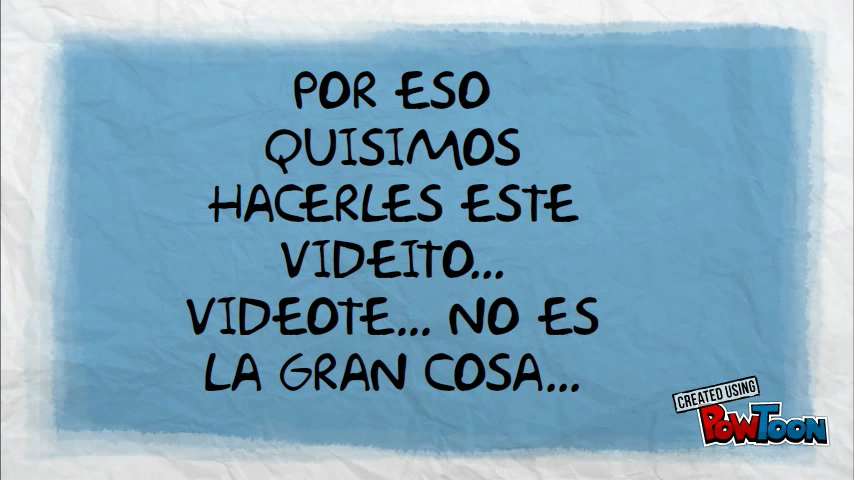 POR ESO
QUISIMOS
HACERLES ESTE
VIDEITO...
VIDEOTE... NO ES
LA GRAN COSA...
CREATED USING
POWTOON